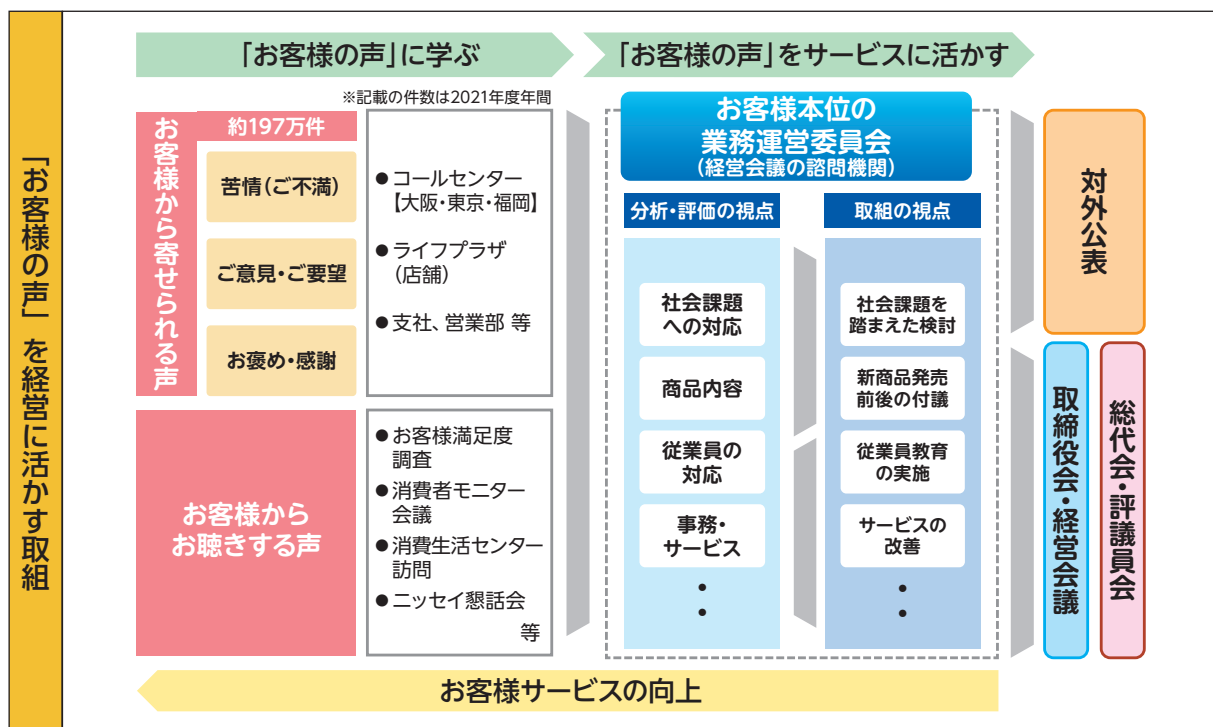 「お客様の声」を経営に活かす取組
「お客様の声」に学ぶ
※記載の件数は2021年度年間
お客様から寄せられる声
約197万件
苦情(ご不満)
ご意見・ご要望
お褒め・感謝
●コールセンター
【大阪・東京・福岡】
●ライフプラザ
(店舗)
●支社、営業部 等
お客様から
お聴きする声
●お客様満足度
調査
●消費者モニター
会議
●消費生活センター
訪問
●ニッセイ懇話会
等
「お客様の声」をサービスに活かす
お客様本位の
業務運営委員会
(経営会議の諮問機関)
分析・評価の視点
社会課題
への対応
商品内容
従業員の
対応
事務・
サービス
・
・
取組の視点
社会課題を
踏まえた検討
新商品発売
前後の付議
従業員教育
の実施
サービスの
改善
・
・
対外公表
取締役会・経営会議
総代会・評議員会
お客様サービスの向上